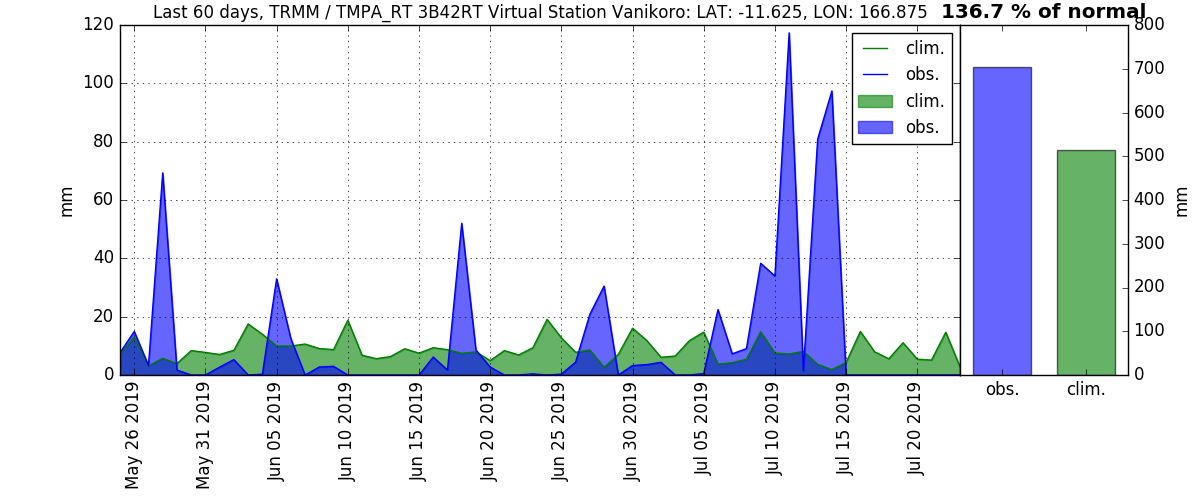 Last 60 days, TRMM / TMPA_RT 3B42RT Virtual Station Vanikoro: LAT: -11.625, LON: 166.875 136.7 % of normal
120
100
80
60
40
20
0
mm
clim.
obs.
clim.
obs.
May 26 2019
May 31 2019
Jun 05 2019
Jun 10 2019
Jun 15 2019
Jun 20 2019
Jun 25 2019
Jun 30 2019
Jul 05 2019
Jul 10 2019
Jul 15 2019
Jul 20 2019
800
700
600
500
400
300
200
100
0
mm
obs. clim.